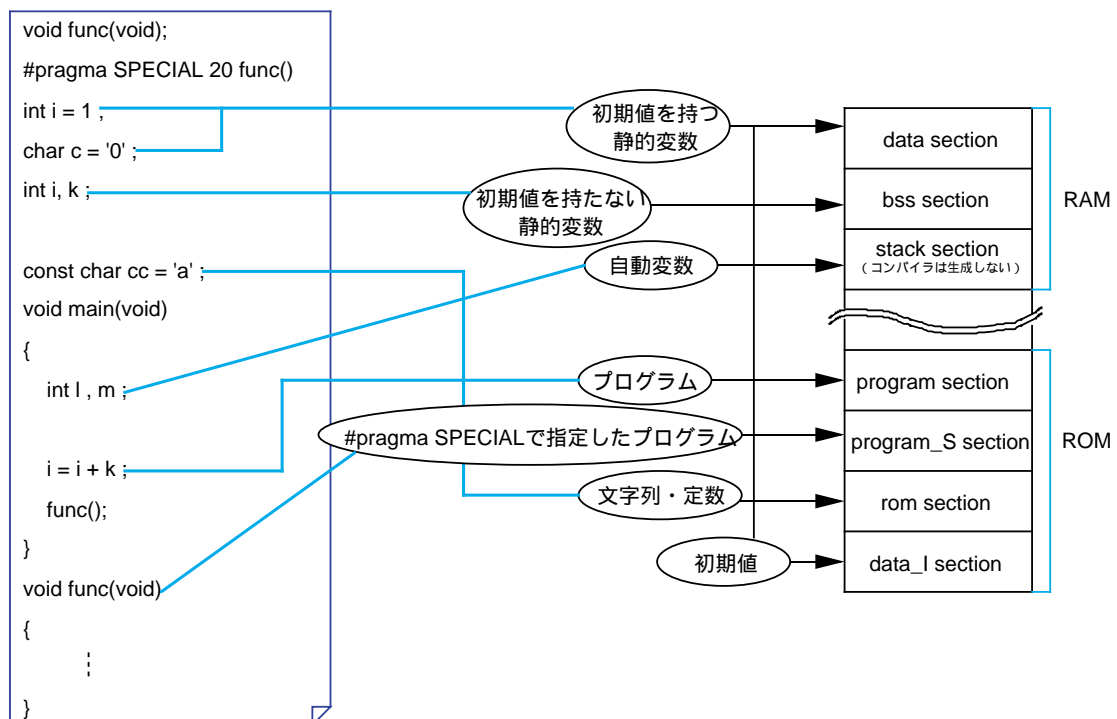 void func(void);
#pragma SPECIAL 20 func()
int i = 1 ;
char c = '0' ;
int i, k ;
const char cc = 'a' ;
void main(void)
{
int l , m ;
i = i + k ;
func();
}
void func(void)
{
}
初期値を持つ
静的変数
初期値を持たない
静的変数
自動変数
プログラム
#pragma SPECIALで指定したプログラム
文字列・定数
初期値
data section
bss section
stack section
(コンパイラは生成しない)
program section
program_S section
rom section
data_I section
RAM
ROM